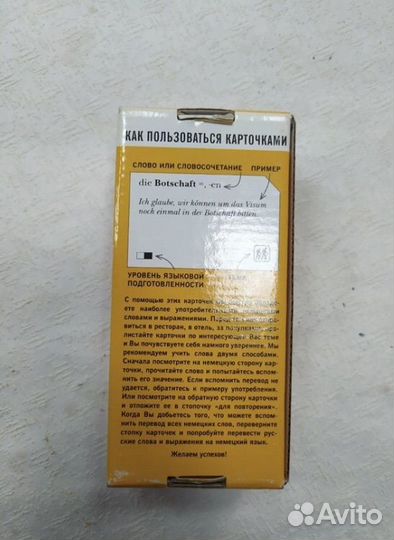 КАК ПОЛЬЗОВАТЬСЯ КАРТОЧКАМИ
СЛОВО ИЛИ СЛОВОСОЧЕТАНИЕ ПРИМЕР
die Botschaft =, -en
Ich glaube, wir können um das Visum
noch einmal in der Botschaft bitten.
УРОВЕНЬ ЯЗЫКОВОЙ
ПОДГОТОВЛЕННОСТИ
С помощью этих карточек
ете наиболее употребительными
словами и выражениями.
виться в ресторан, в отель, за покупками,
листайте карточки по интересующей Вас теме
и Вы почувствуете себя намного увереннее. Мы
рекомендуем учить слова двумя способами.
Сначала посмотрите на немецкую сторону кар-
точки, прочитайте слово и попытайтесь вспом-
нить его значение. Если вспомнить перевод не
удается, обратитесь к примеру употребления.
Или посмотрите на обратную сторону карточки
и отложите ее в стопочку «для повторения».
Когда Вы добьетесь того, что можете вспом-
нить перевод всех немецких слов, переверните
стопку карточек и попробуйте перевести рус-
ские слова и выражения на немецкий язык.
Желаем успехов!
Avito